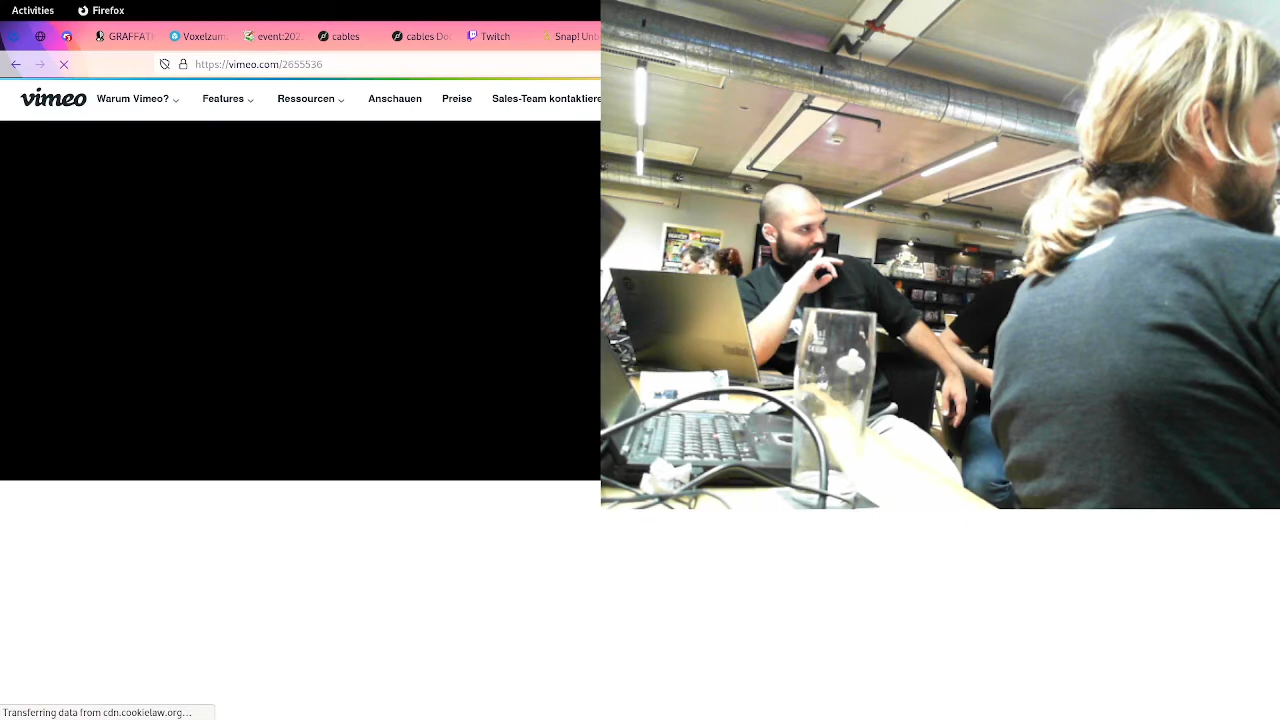 Activities
Firefox
GRAFFATI
Voxelzum
event:202
cables
cables Doc
Twitch
Snap! Unb
https://vimeo.com/2655536
vimeo
Warum Vimeo?
Features
Ressourcen
Anschauen
Preise
Sales-Team kontaktiere
Transferring data from cdn.cookielaw.org…